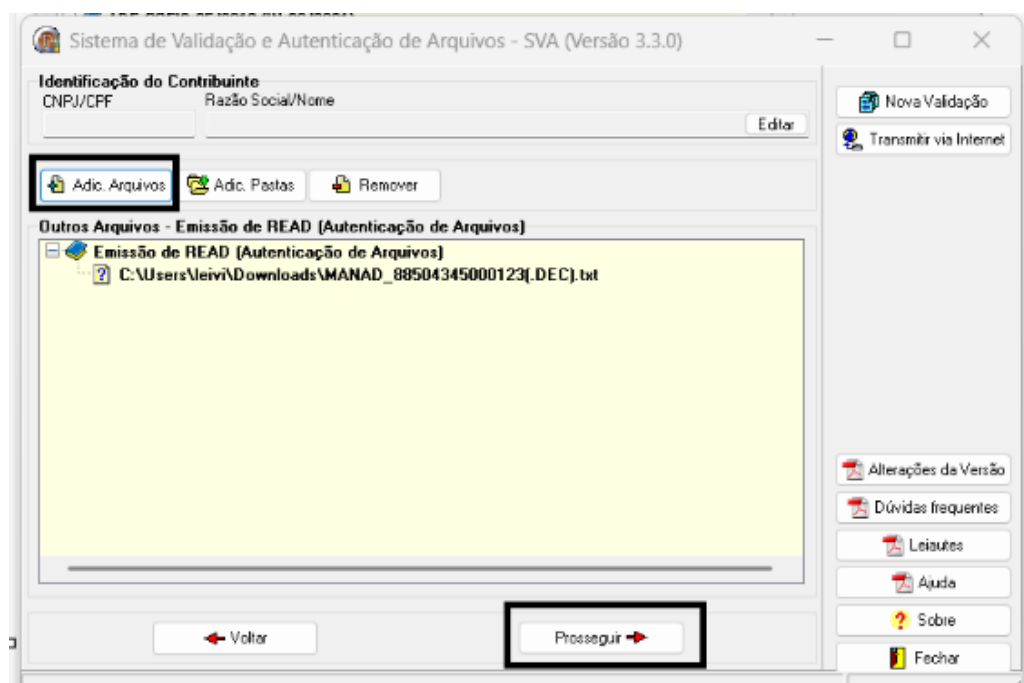 Sistema de Validação e Autenticação de Arquivos - SVA (Versão 3.3.0)
Identificação do Contribuinte
CNPJ/CPF Razão Social/Nome
Editar
Nova Validação
Transmitir via Internet
Adic. Arquivos Adic. Pastas Remover
Outros Arquivos - Emissão de READ (Autenticação de Arquivos)
Emissão de READ (Autenticação de Arquivos)
C:\Users\leivi\Downloads\MANAD_88504345000123(.DEC).txt
Alterações da Versão
Dúvidas frequentes
Leiautes
Ajuda
Sobre
Fechar
Voltar Prosseguir